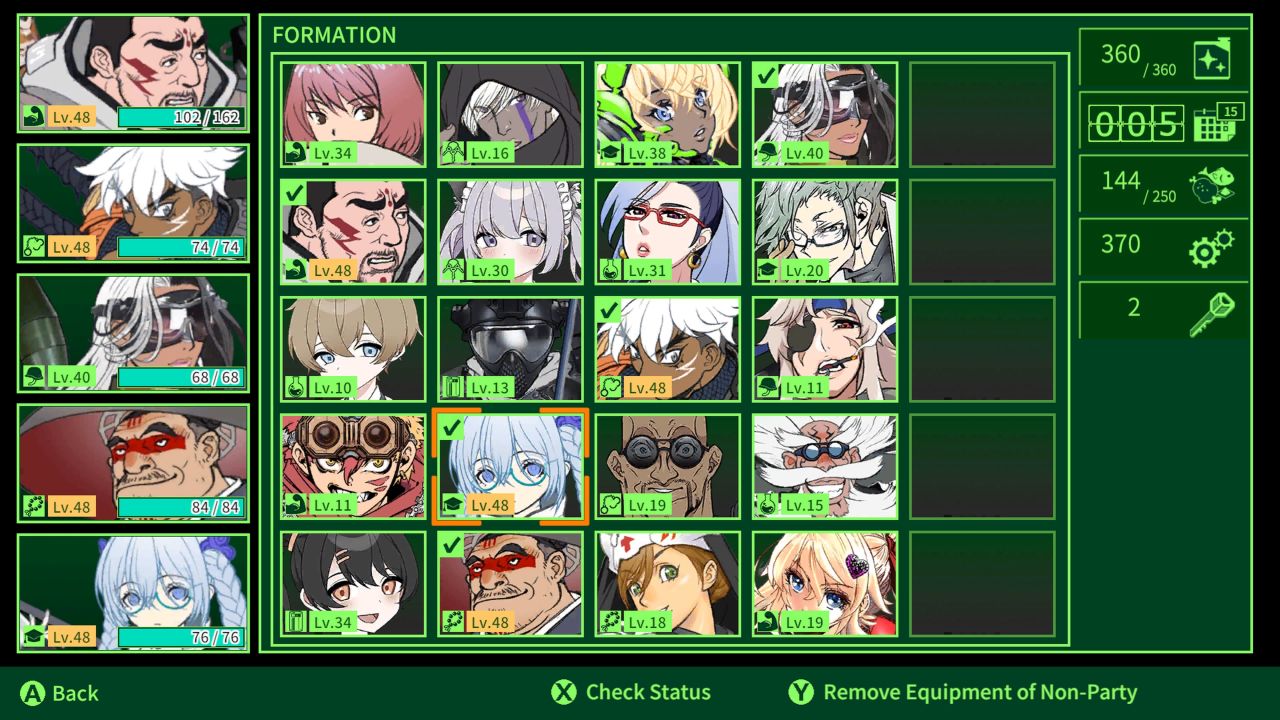 Lv.48 102 / 162
Lv.48 74 / 74
Lv.40 68 / 68
Lv.48 84 / 84
Lv.48 76 / 76
FORMATION
Lv.34 Lv.16 Lv.38 Lv.40
Lv.48 Lv.30 Lv.31 Lv.20
Lv.10 Lv.13 Lv.48 Lv.11
Lv.11 Lv.48 Lv.19 Lv.15
Lv.34 Lv.48 Lv.18 Lv.19
360 / 360
005 15
144 / 250
370
2
A Back X Check Status Y Remove Equipment of Non-Party